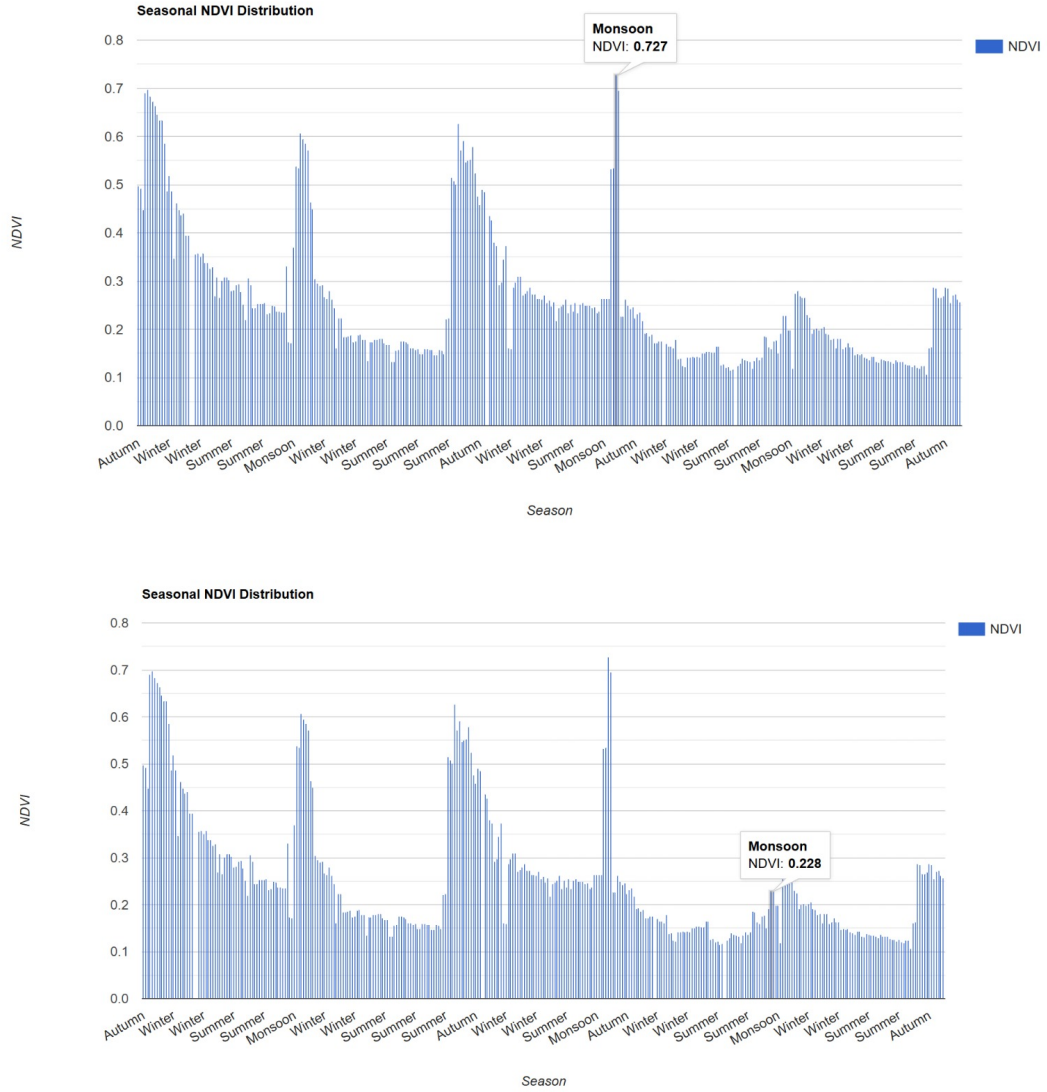 Seasonal NDVI Distribution
Monsoon
NDVI: 0.727
NDVI
0.8
0.7
0.6
0.5
0.4
0.3
0.2
0.1
0.0
NDVI
Autumn Winter Winter Summer Summer Monsoon Winter Winter Summer Summer Summer Autumn Winter Winter Summer Monsoon Autumn Winter Winter Summer Summer Monsoon Winter Winter Summer Summer Autumn
Season
Seasonal NDVI Distribution
NDVI
0.8
0.7
0.6
0.5
0.4
0.3
0.2
0.1
0.0
NDVI
Monsoon
NDVI: 0.228
Autumn Winter Winter Summer Summer Monsoon Winter Winter Summer Summer Summer Autumn Winter Winter Summer Monsoon Autumn Winter Winter Summer Summer Monsoon Winter Winter Summer Summer Autumn
Season